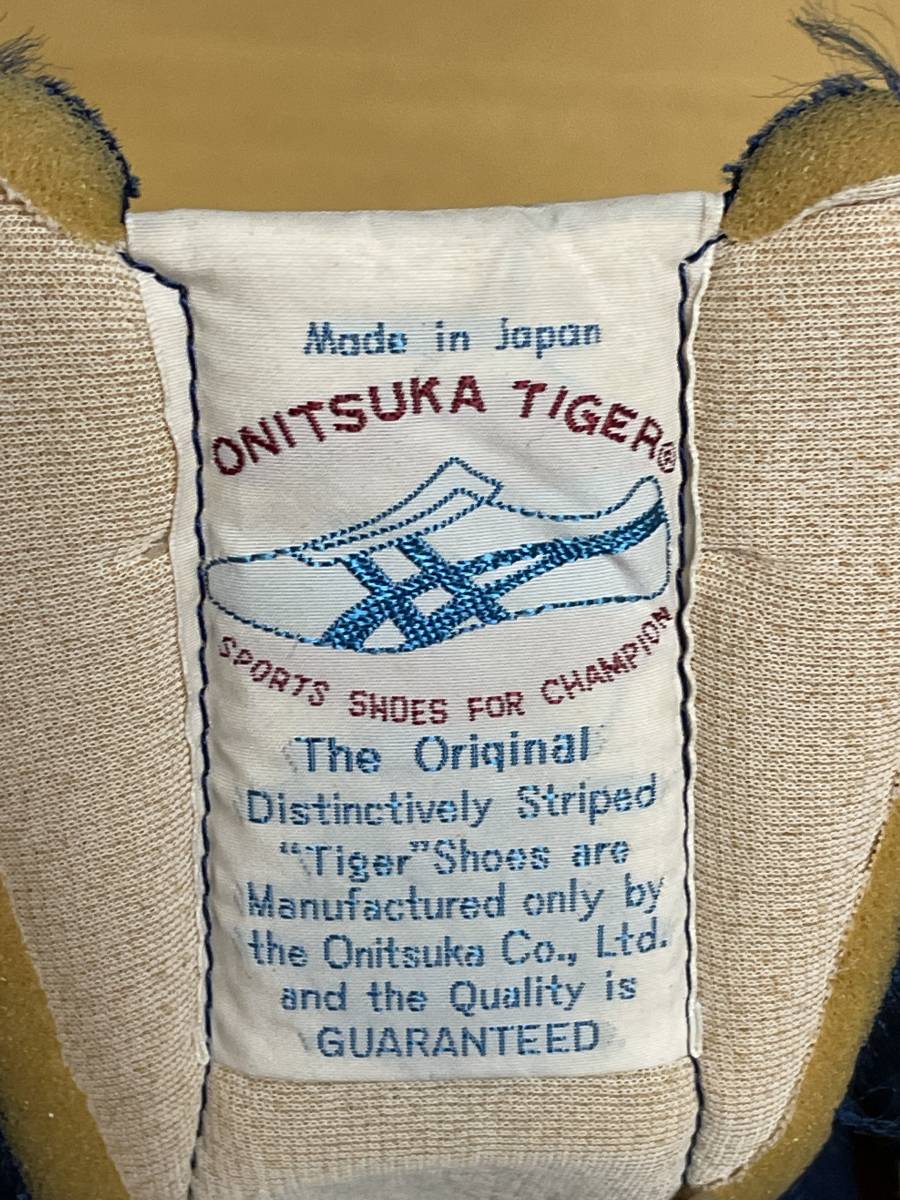 Made in Japan
ONITSUKA TIGER®
SPORTS SHOES FOR CHAMPION
The Original
Distinctively Striped
“Tiger” Shoes are
Manufactured only by
the Onitsuka Co., Ltd.
and the Quality is
GUARANTEED